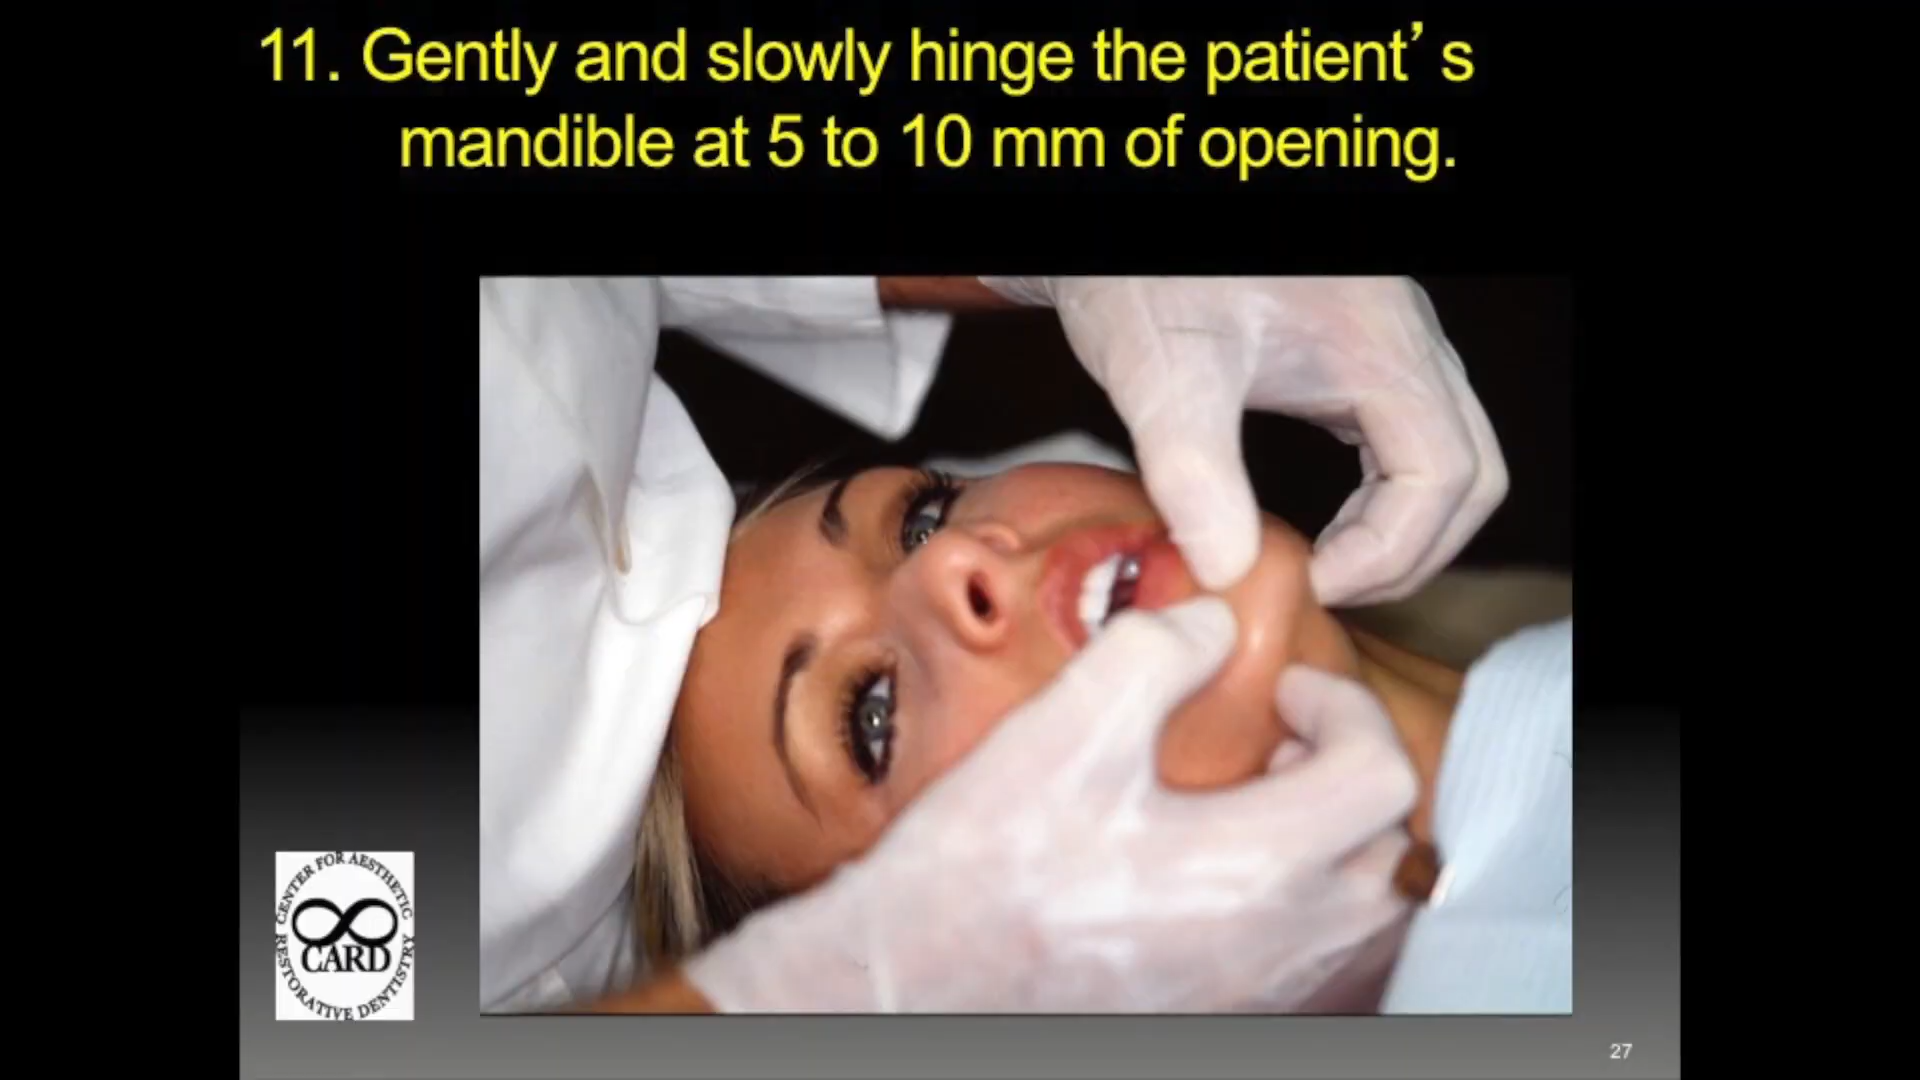 11. Gently and slowly hinge the patient’s
mandible at 5 to 10 mm of opening.
CENTER FOR AESTHETIC
CARD
RESTORATIVE DENTISTRY
27